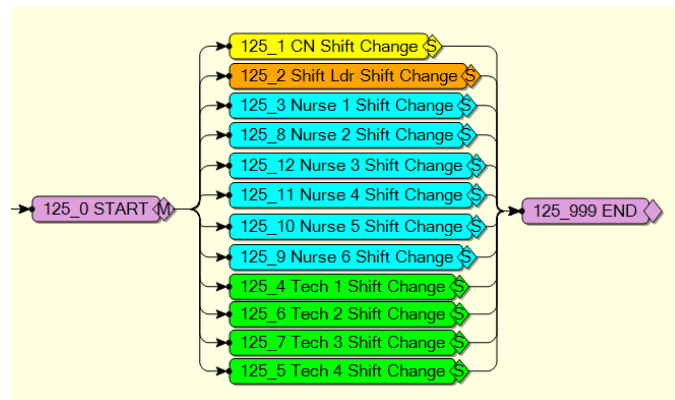 125_1 CN Shift Change S
125_2 Shift Ldr Shift Change S
125_3 Nurse 1 Shift Change S
125_8 Nurse 2 Shift Change S
125_12 Nurse 3 Shift Change S
125_11 Nurse 4 Shift Change S
125_0 START M
125_999 END
125_10 Nurse 5 Shift Change S
125_9 Nurse 6 Shift Change S
125_4 Tech 1 Shift Change S
125_6 Tech 2 Shift Change S
125_7 Tech 3 Shift Change S
125_5 Tech 4 Shift Change S